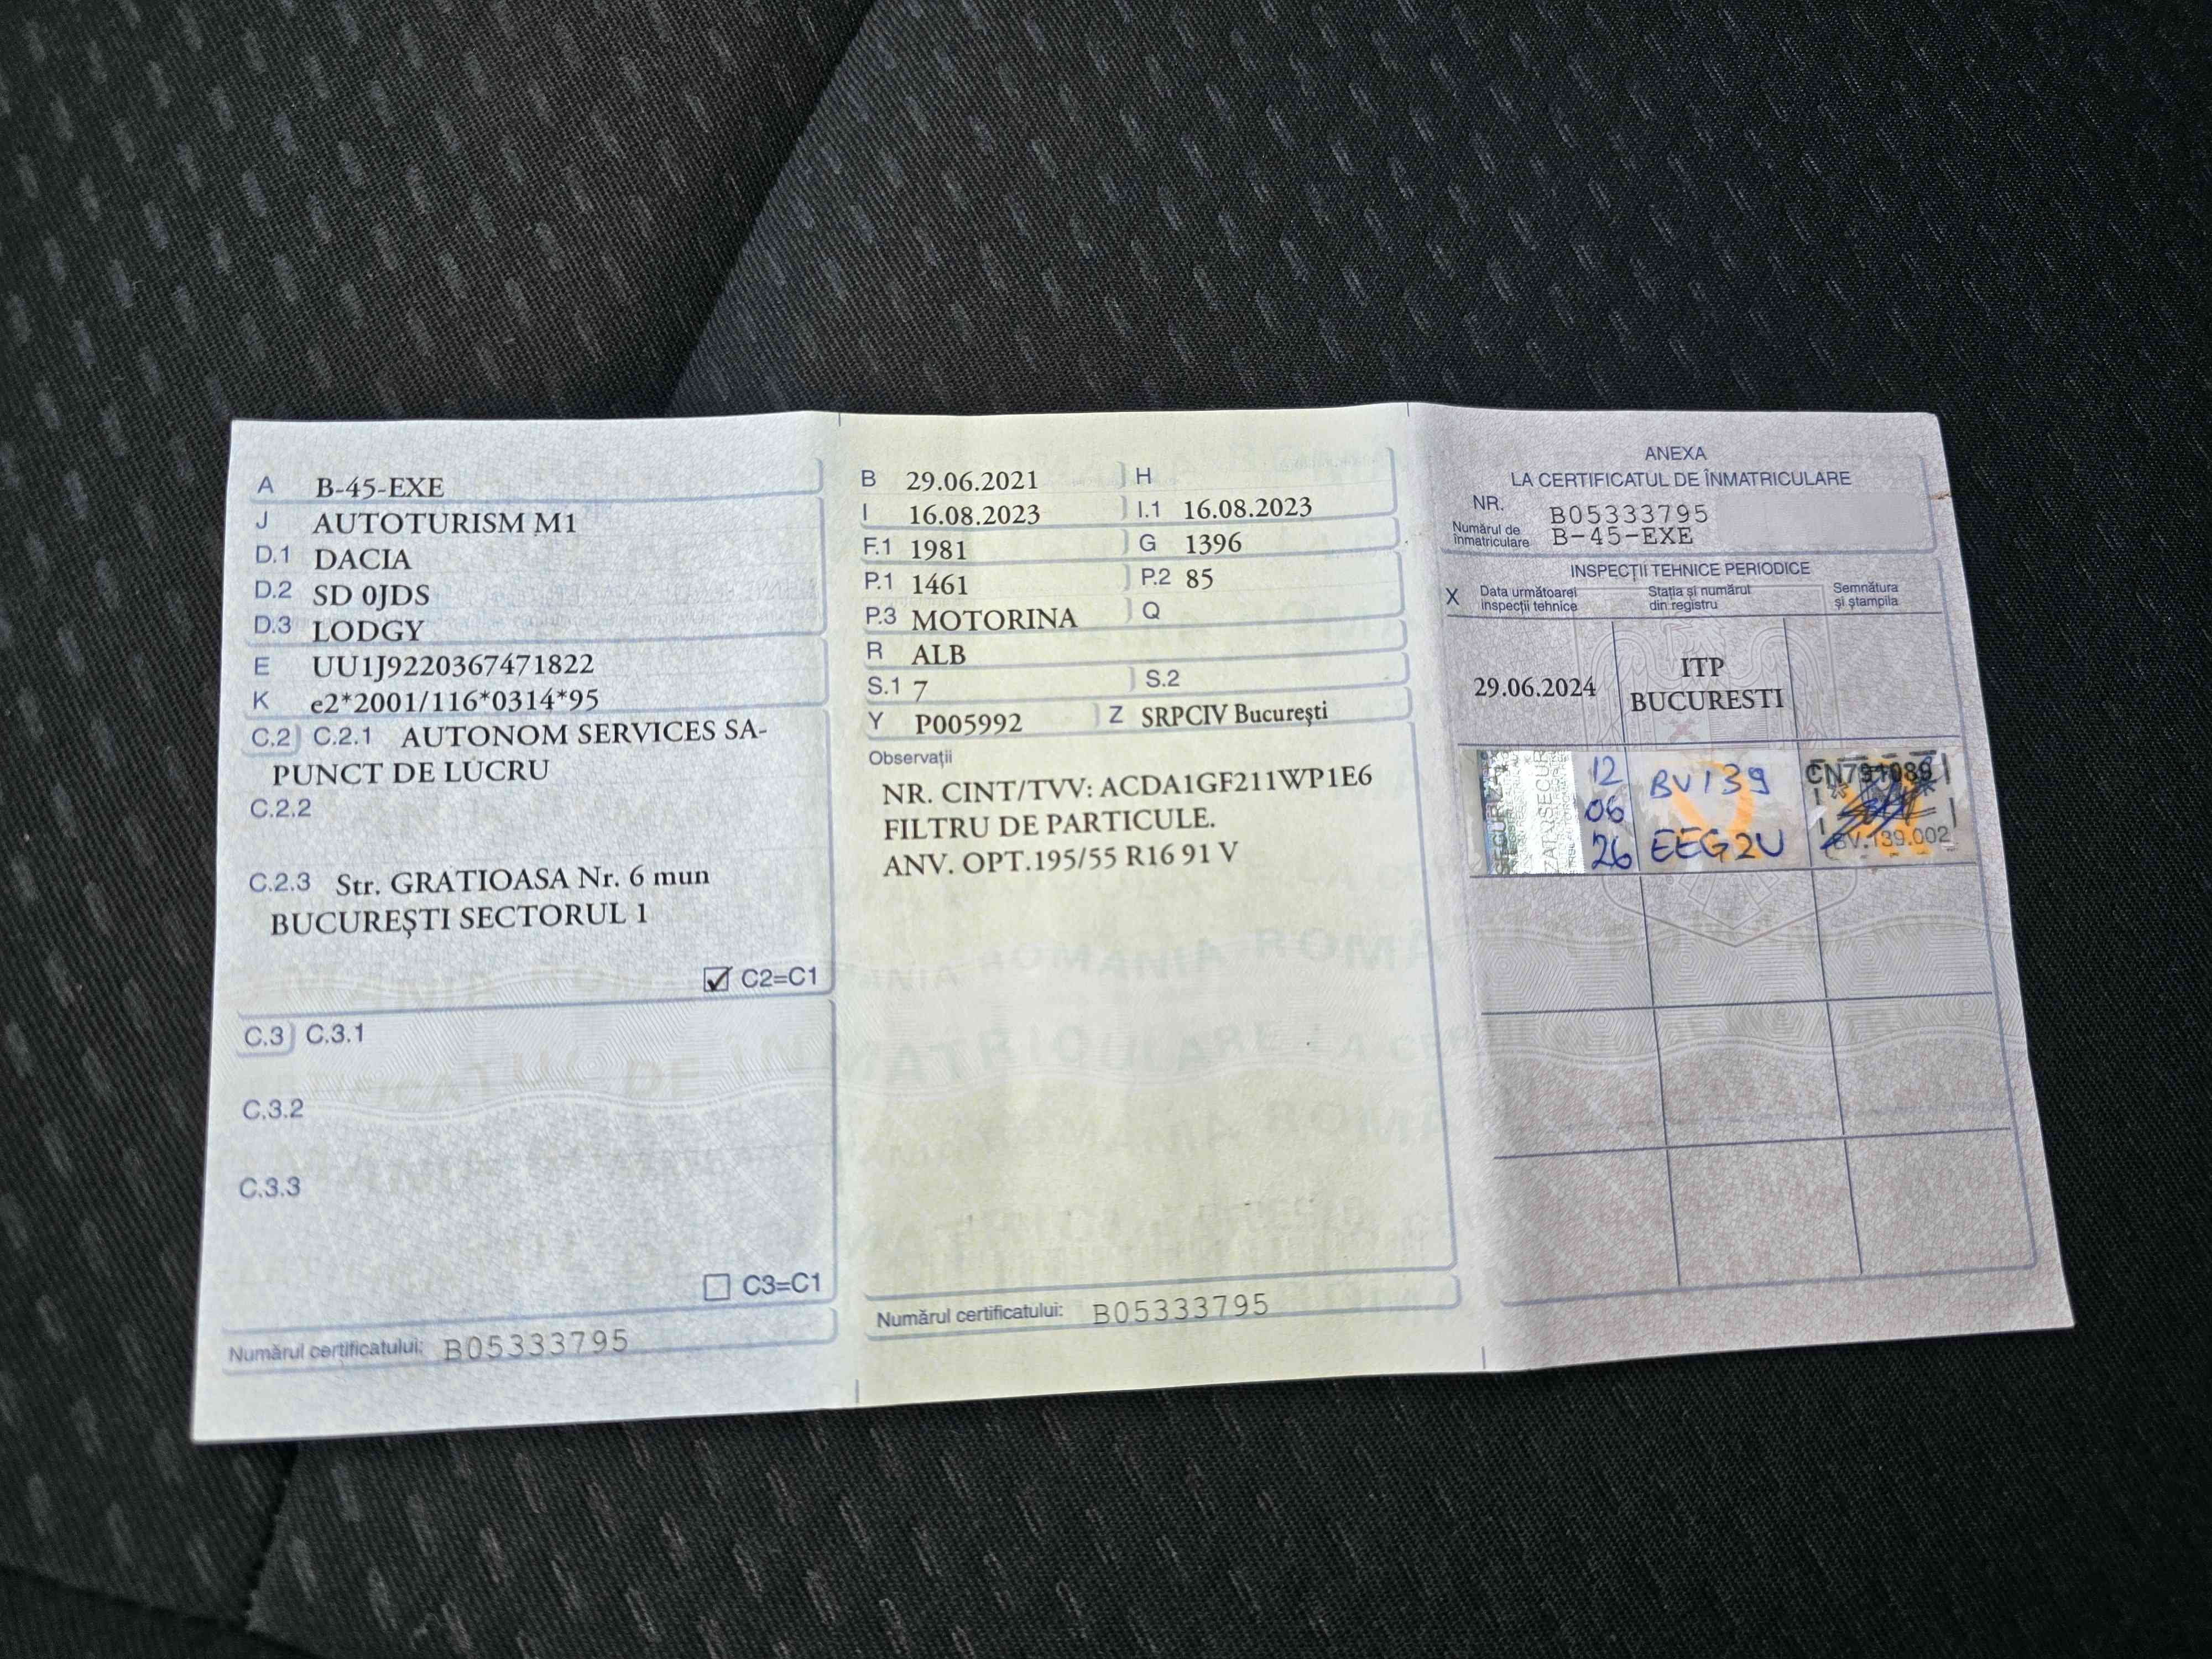 A B-45-EXE
J AUTOTURISM M1
D.1 DACIA
D.2 SD 0JDS
D.3 LODGY
E UU1J9220367471822
K e2*2001/116*0314*95
C.2 C.2.1 AUTONOM SERVICES SA-
PUNCT DE LUCRU
C.2.2
C.2.3 Str. GRATIOASA Nr. 6 mun
BUCUREŞTI SECTORUL 1
C2=C1
C.3 C.3.1
C.3.2
C.3.3
C3=C1
Numărul certificatului: B05333795
B 29.06.2021 H
I 16.08.2023 I.1 16.08.2023
F.1 1981 G 1396
P.1 1461 P.2 85
P.3 MOTORINA Q
R ALB
S.1 7 S.2
Y P005992 Z SRPCIV Bucureşti
Observaţii
NR. CINT/TVV: ACDA1GF211WP1E6
FILTRU DE PARTICULE.
ANV. OPT.195/55 R16 91 V
Numărul certificatului: B05333795
ANEXA
LA CERTIFICATUL DE ÎNMATRICULARE
NR. B05333795
Numărul de
înmatriculare B-45-EXE
INSPECŢII TEHNICE PERIODICE
X Data următoarei
inspecţii tehnice
Staţia şi numărul
din registru
Semnătura
şi ştampila
29.06.2024 ITP
BUCURESTI
12 BV139
06
26 EEG2U
BV.139.002